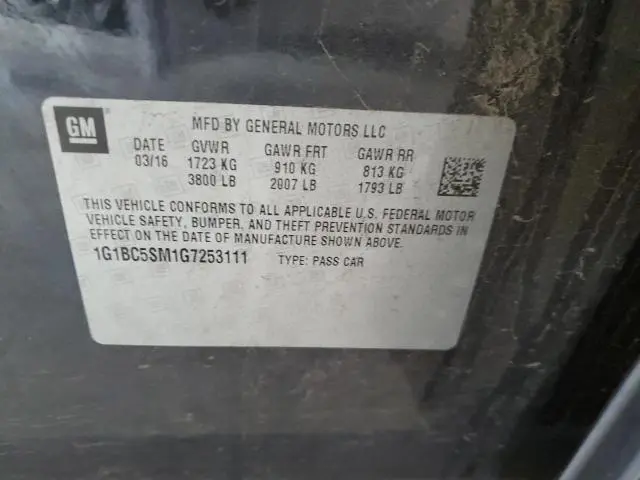 GM
MFD BY GENERAL MOTORS LLC
DATE GVWR GAWR FRT GAWR RR
03/16 1723 KG 910 KG 813 KG
3800 LB 2007 LB 1793 LB
THIS VEHICLE CONFORMS TO ALL APPLICABLE U.S. FEDERAL MOTOR
VEHICLE SAFETY, BUMPER, AND THEFT PREVENTION STANDARDS IN
EFFECT ON THE DATE OF MANUFACTURE SHOWN ABOVE.
1G1BC5SM1G7253111 TYPE: PASS CAR